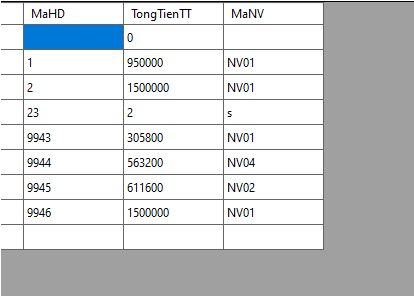 MaHD TongTienTT MaNV
0
1 950000 NV01
2 1500000 NV01
23 2 s
9943 305800 NV01
9944 563200 NV04
9945 611600 NV02
9946 1500000 NV01